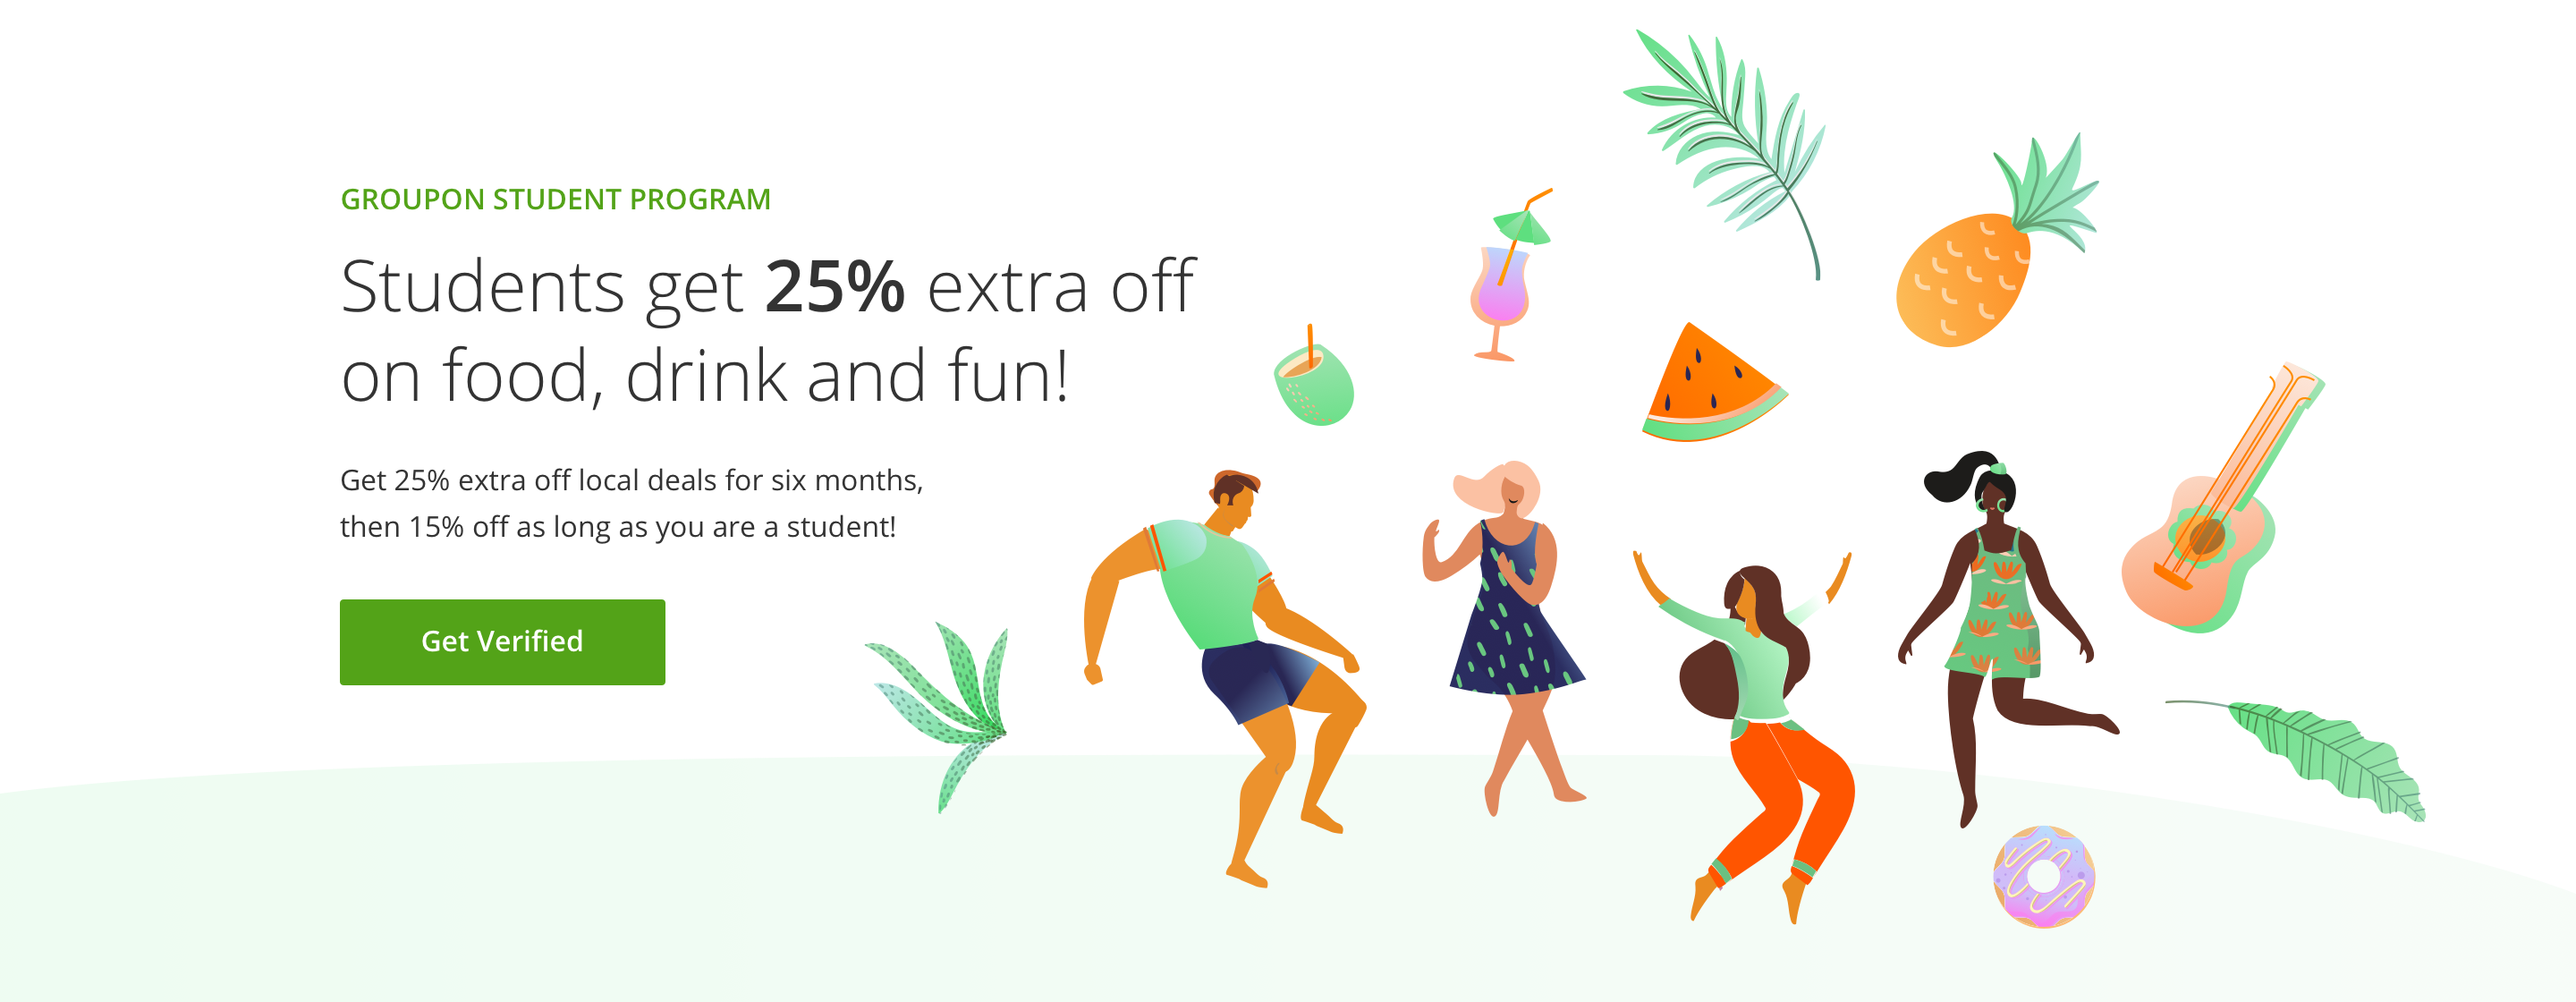 GROUPON STUDENT PROGRAM
Students get 25% extra off
on food, drink and fun!
Get 25% extra off local deals for six months,
then 15% off as long as you are a student!
Get Verified